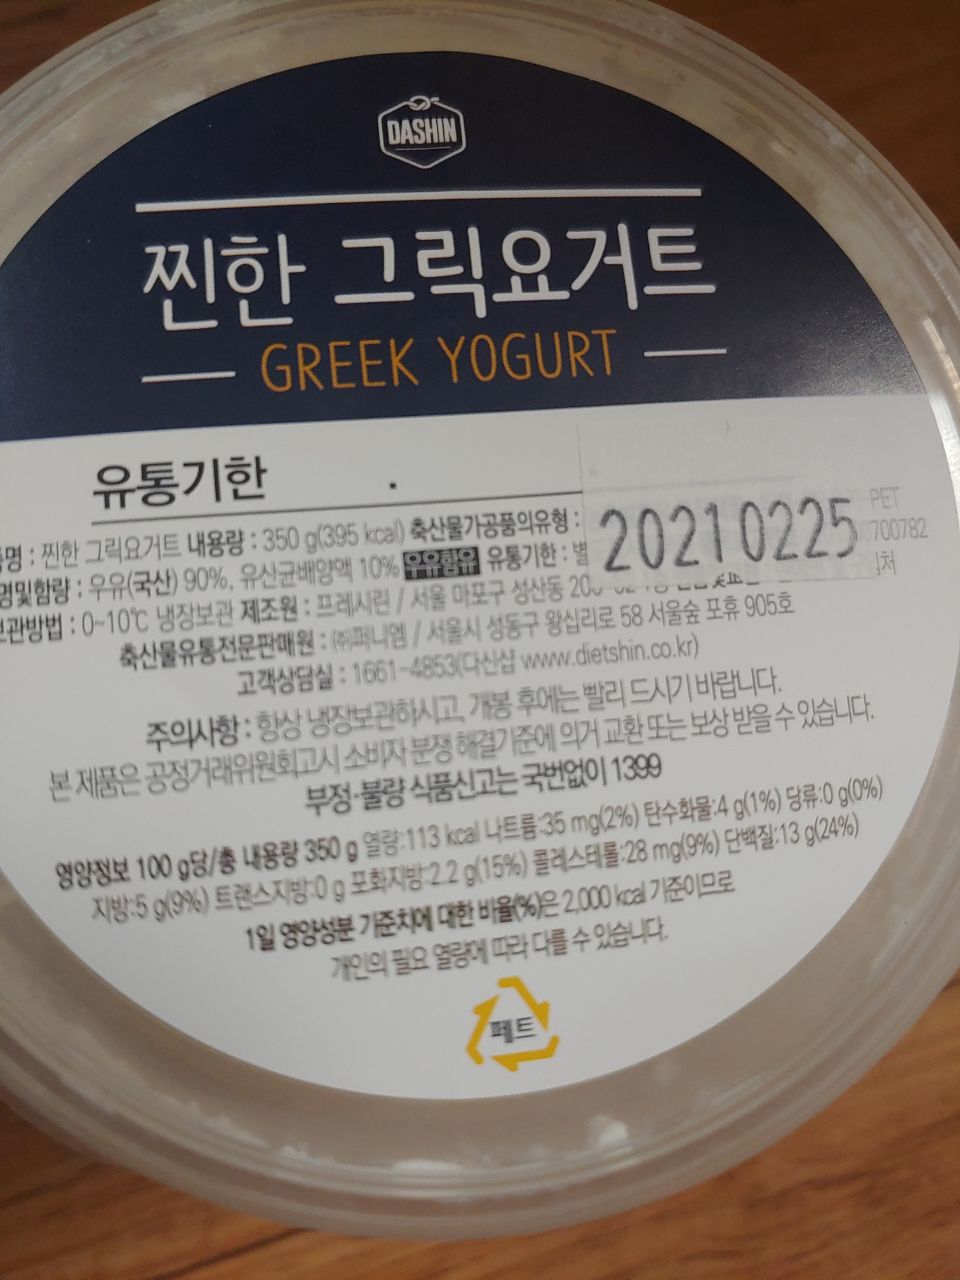 DASHIN
찐한 그릭요거트
GREEK YOGURT
유통기한 .
20210225
명 : 찐한 그릭요거트 내용량 : 350 g(395 kcal) 축산물가공품의유형 : PET
명및함량 : 우유(국산) 90%, 유산균배양액 10% 우유함유 유통기한 : 별 700782
관방법 : 0~10℃ 냉장보관 제조원 : 프레시린 / 서울 마포구 성산동 처
축산물유통전문판매원 : ㈜퍼니엠 / 서울시 성동구 왕십리로 58 서울숲 포휴 905호
고객상담실 : 1661-4853(다신샵 www.dietshin.co.kr)
주의사항 : 항상 냉장보관하시고, 개봉 후에는 빨리 드시기 바랍니다.
본 제품은 공정거래위원회고시 소비자 분쟁 해결기준에 의거 교환 또는 보상 받을 수 있습니다.
부정·불량 식품신고는 국번없이 1399
영양정보 100 g당/총 내용량 350 g 열량:113 kcal 나트륨:35 mg(2%) 탄수화물:4 g(1%) 당류:0 g(0%)
지방:5 g(9%) 트랜스지방:0 g 포화지방:2.2 g(15%) 콜레스테롤:28 mg(9%) 단백질:13 g(24%)
1일 영양성분 기준치에 대한 비율(%)은 2,000 kcal 기준이므로
개인의 필요 열량에 따라 다를 수 있습니다.
페트